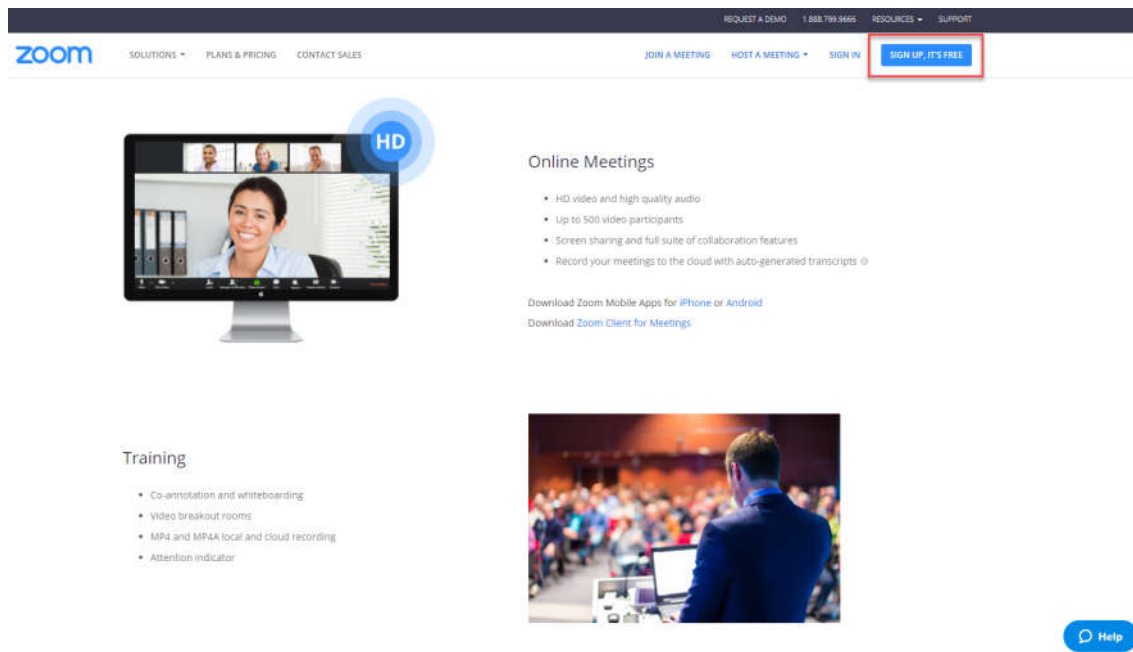 REQUEST A DEMO 1.888.799.9666 RESOURCES SUPPORT
zoom SOLUTIONS PLANS & PRICING CONTACT SALES JOIN A MEETING HOST A MEETING SIGN IN SIGN UP, IT'S FREE
HD
Online Meetings
• HD video and high quality audio
• Up to 500 video participants
• Screen sharing and full suite of collaboration features
• Record your meetings to the cloud with auto-generated transcripts
Download Zoom Mobile Apps for iPhone or Android
Download Zoom Client for Meetings
Training
• Co-annotation and whiteboarding
• Video breakout rooms
• MP4 and MP4A local and cloud recording
• Attention indicator
Help